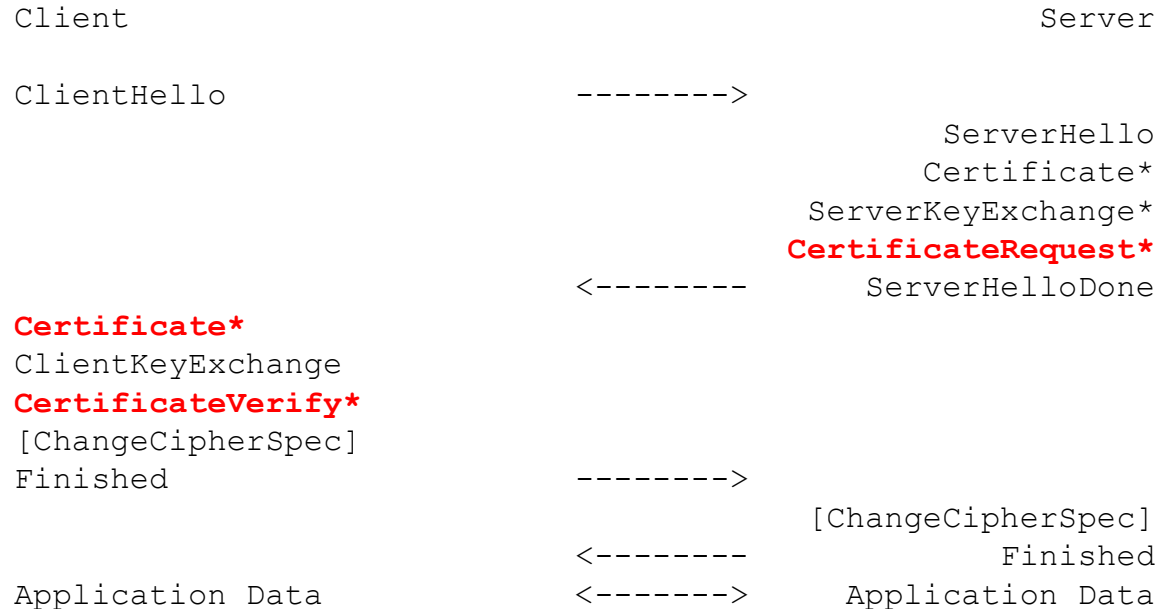 Client Server
ClientHello -------->
ServerHello
Certificate*
ServerKeyExchange*
CertificateRequest*
<-------- ServerHelloDone
Certificate*
ClientKeyExchange
CertificateVerify*
[ChangeCipherSpec]
Finished -------->
[ChangeCipherSpec]
<-------- Finished
Application Data <-------> Application Data